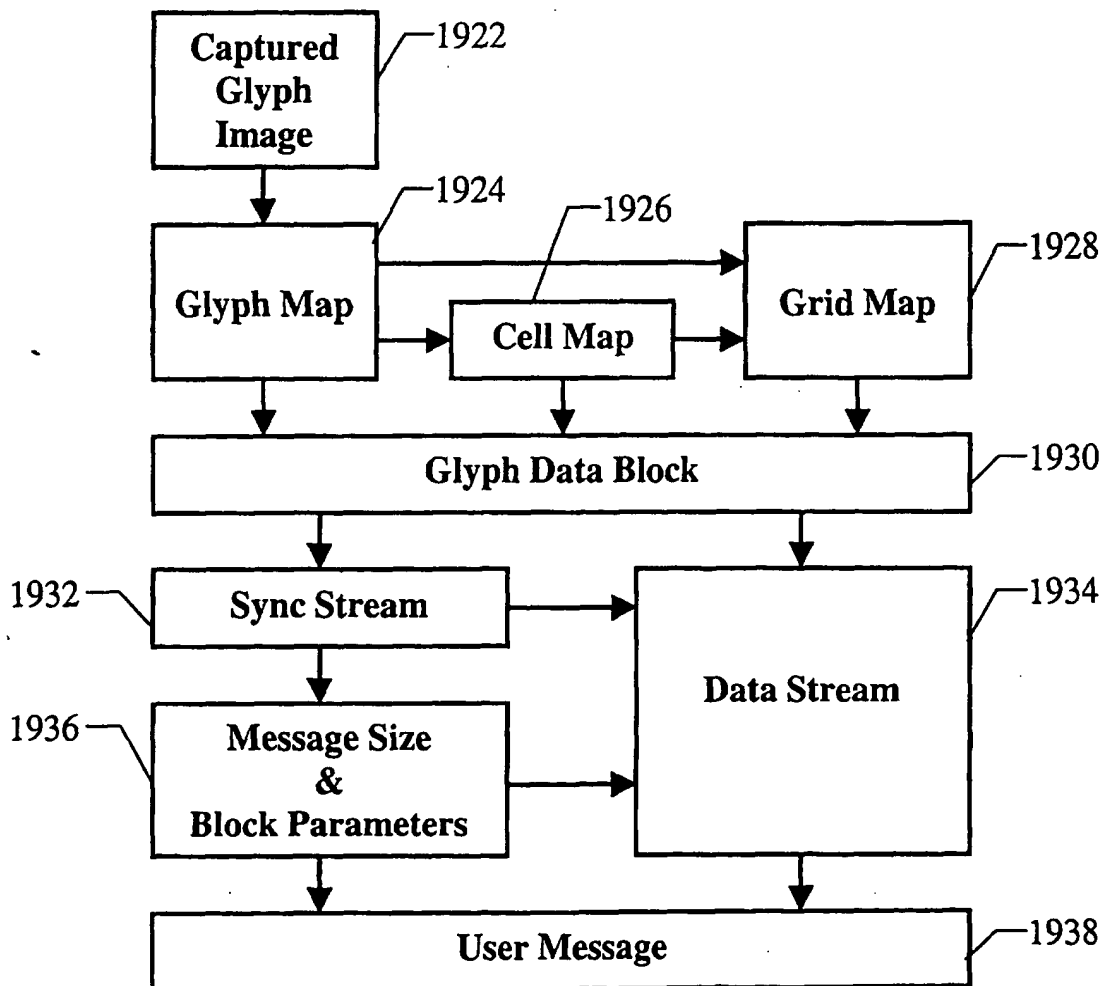 Captured
Glyph
Image
1922
1924
1926
1928
Glyph Map
Cell Map
Grid Map
Glyph Data Block
1930
1932
Sync Stream
1934
Data Stream
1936
Message Size
&
Block Parameters
User Message
1938